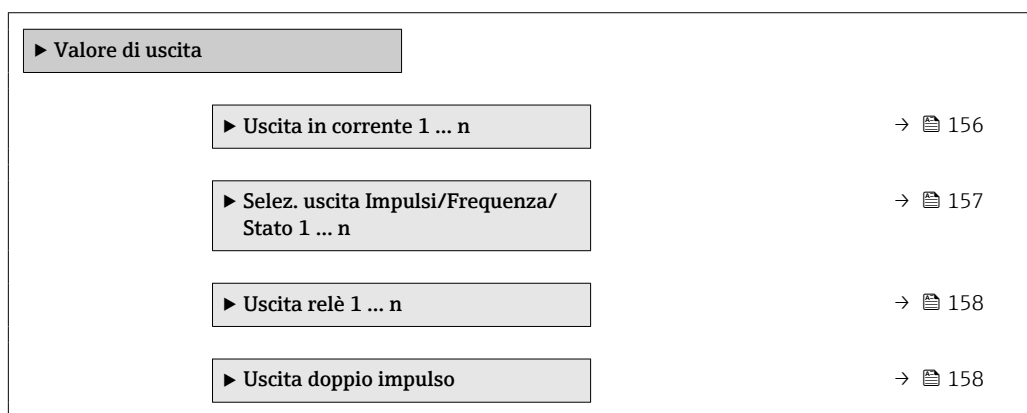 ▶ Valore di uscita
▶ Uscita in corrente 1 … n → 156
▶ Selez. uscita Impulsi/Frequenza/ → 157
Stato 1 … n
▶ Uscita relè 1 … n → 158
▶ Uscita doppio impulso → 158